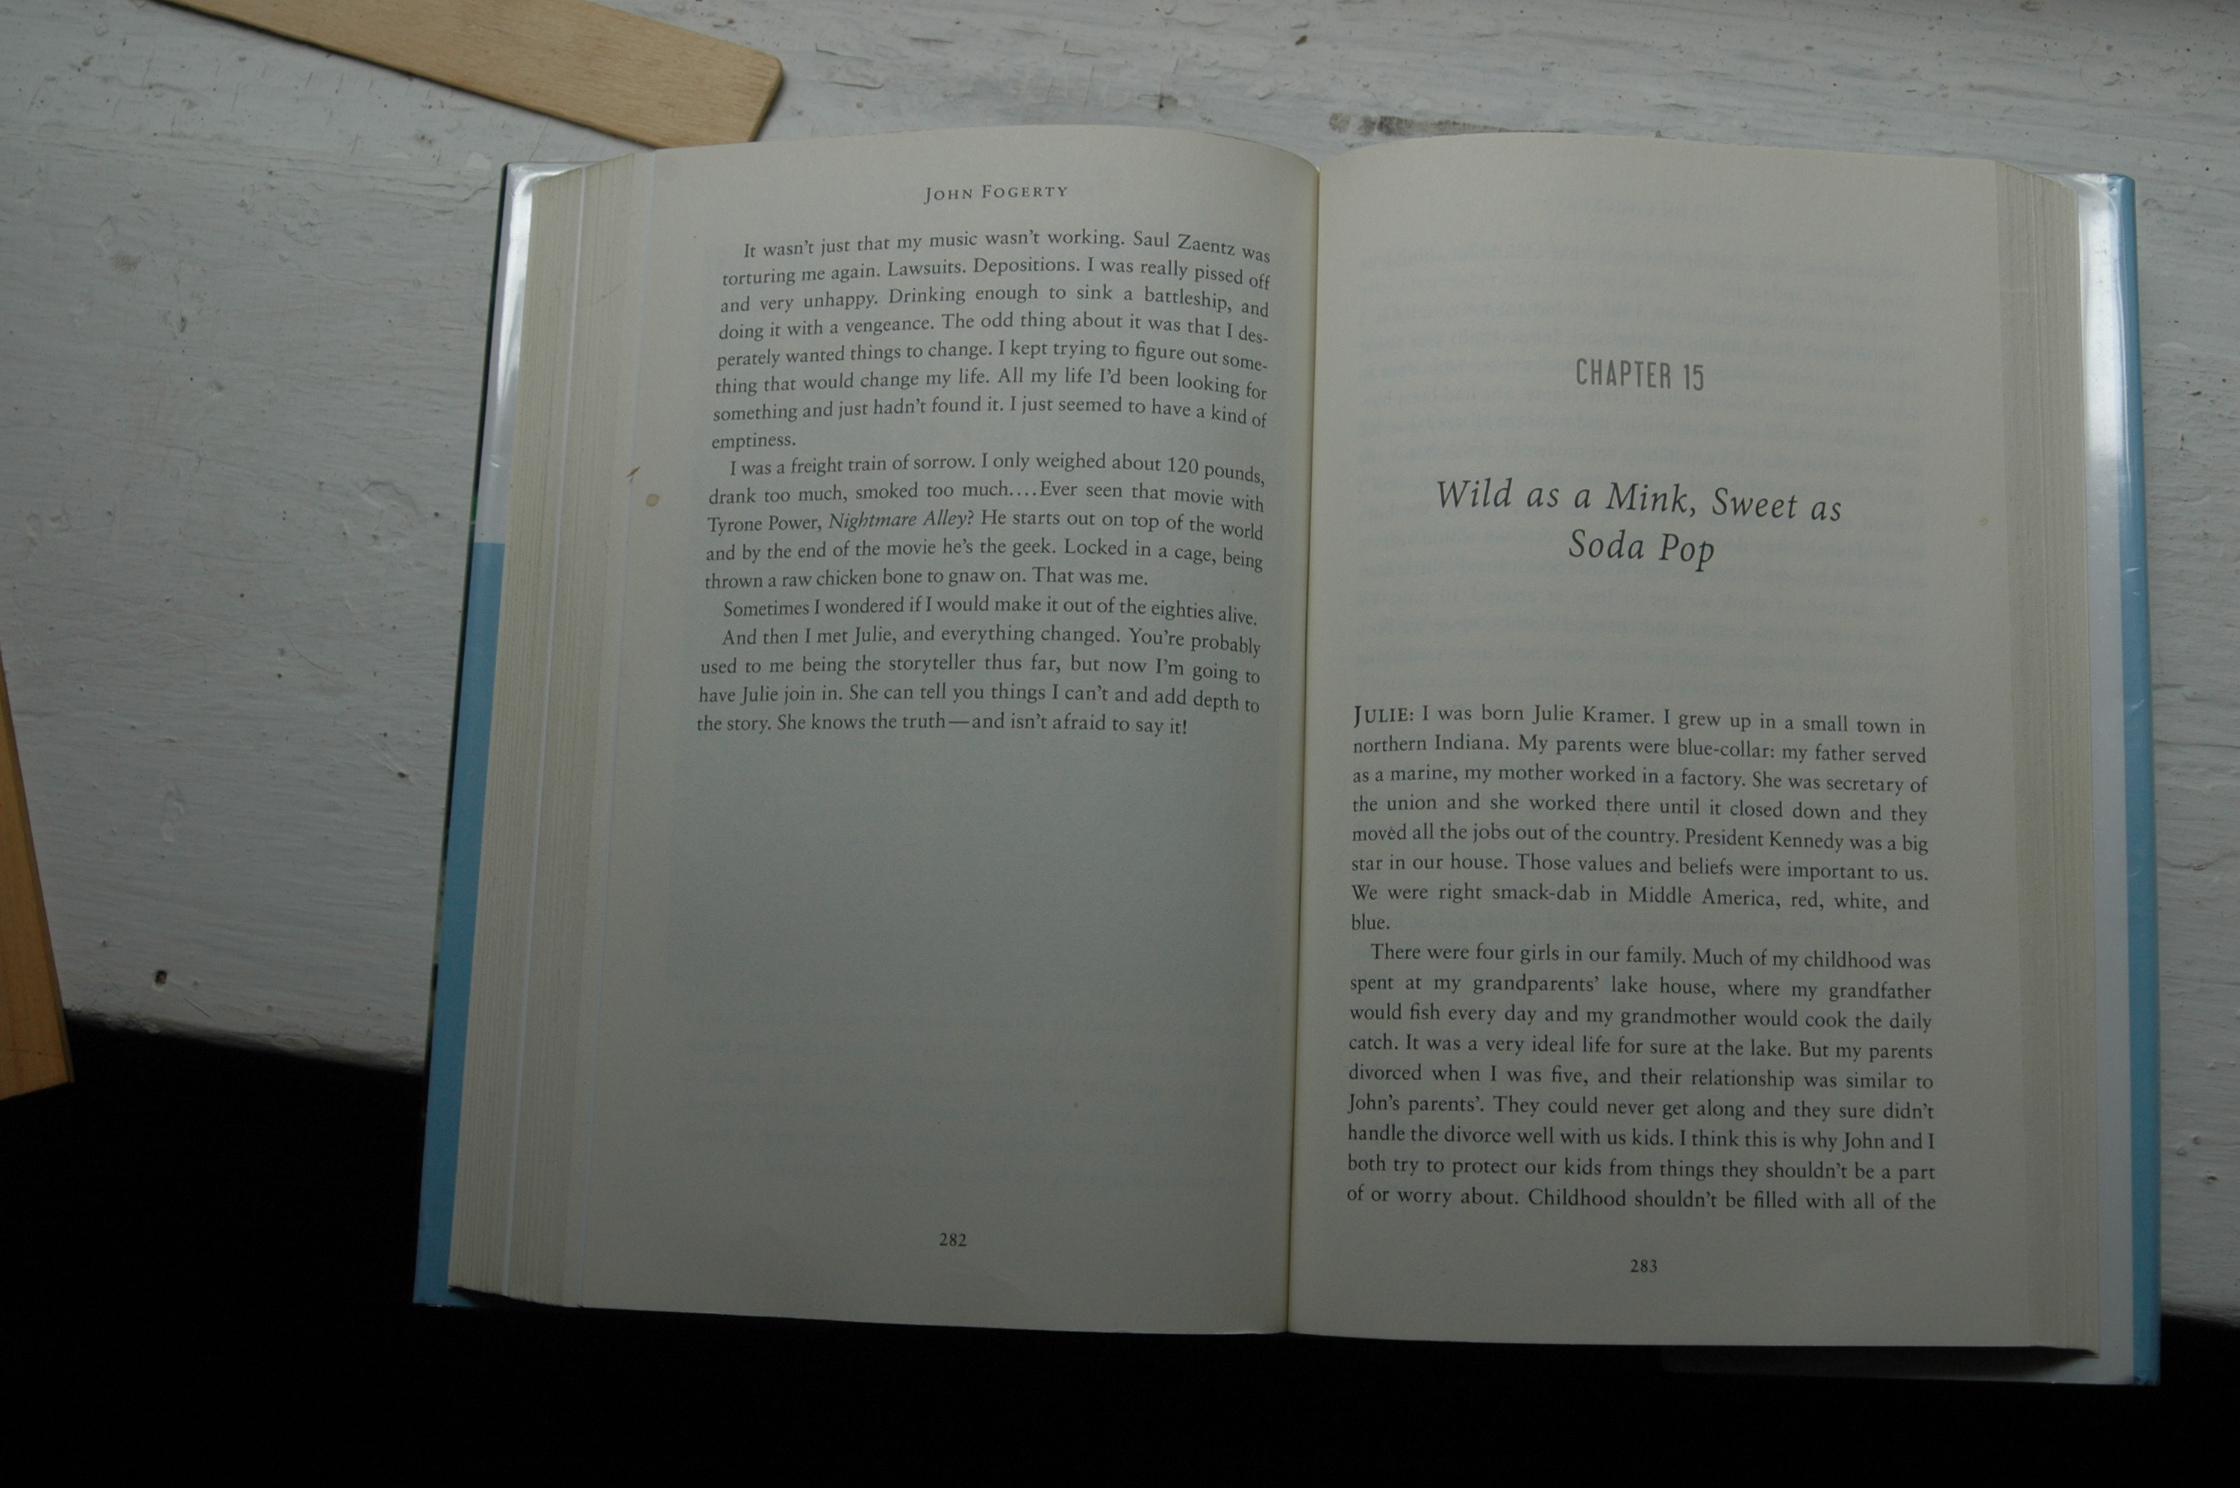 JOHN FOGERTY
It wasn't just that my music wasn't working. Saul Zaentz was
torturing me again. Lawsuits. Depositions. I was really pissed off
and very unhappy. Drinking enough to sink a battleship, and
doing it with a vengeance. The odd thing about it was that I des-
perately wanted things to change. I kept trying to figure out some-
thing that would change my life. All my life I'd been looking for
something and just hadn't found it. I just seemed to have a kind of
emptiness.
I was a freight train of sorrow. I only weighed about 120 pounds,
drank too much, smoked too much.... Ever seen that movie with
Tyrone Power, Nightmare Alley? He starts out on top of the world
and by the end of the movie he's the geek. Locked in a cage, being
thrown a raw chicken bone to gnaw on. That was me.
Sometimes I wondered if I would make it out of the eighties alive.
And then I met Julie, and everything changed. You're probably
used to me being the storyteller thus far, but now I'm going to
have Julie join in. She can tell you things I can't and add depth to
the story. She knows the truth—and isn't afraid to say it!
282
CHAPTER 15
Wild as a Mink, Sweet as
Soda Pop
JULIE: I was born Julie Kramer. I grew up in a small town in
northern Indiana. My parents were blue-collar: my father served
as a marine, my mother worked in a factory. She was secretary of
the union and she worked there until it closed down and they
moved all the jobs out of the country. President Kennedy was a big
star in our house. Those values and beliefs were important to us.
We were right smack-dab in Middle America, red, white, and
blue.
There were four girls in our family. Much of my childhood was
spent at my grandparents' lake house, where my grandfather
would fish every day and my grandmother would cook the daily
catch. It was a very ideal life for sure at the lake. But my parents
divorced when I was five, and their relationship was similar to
John's parents'. They could never get along and they sure didn't
handle the divorce well with us kids. I think this is why John and I
both try to protect our kids from things they shouldn't be a part
of or worry about. Childhood shouldn't be filled with all of the
283